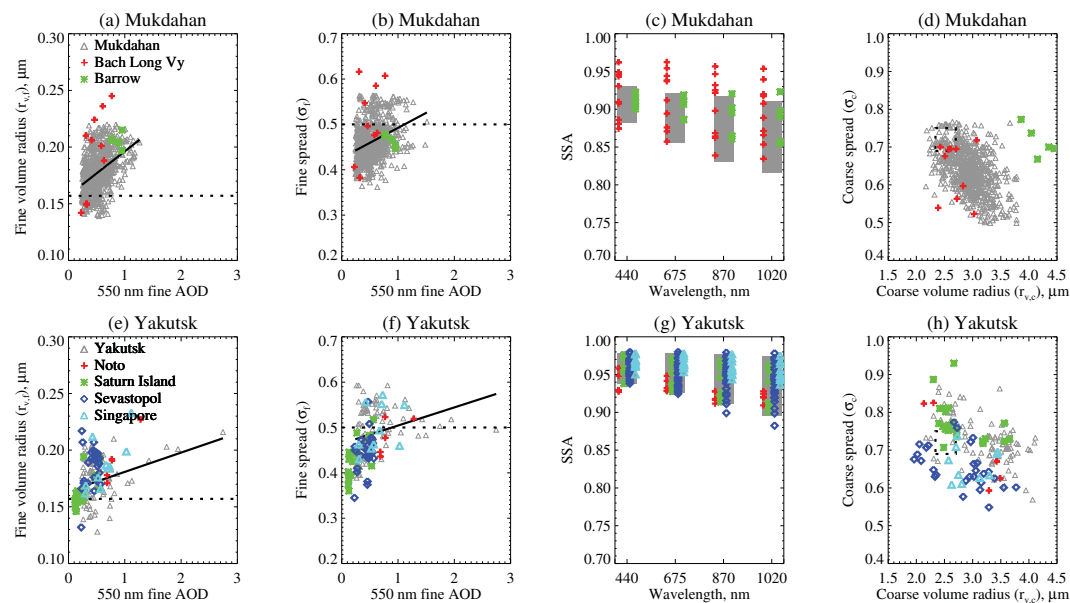 (a) Mukdahan
(b) Mukdahan
(c) Mukdahan
(d) Mukdahan
Fine volume radius (r_{v,f}), μm
0.30
0.25
0.20
0.15
0.10
Mukdahan
Bach Long Vy
Barrow
0 1 2 3
550 nm fine AOD
Fine spread (σ_f)
0.7
0.6
0.5
0.4
0.3
0.2
0 1 2 3
550 nm fine AOD
SSA
1.00
0.95
0.90
0.85
0.80
0.75
0.70
440 675 870 1020
Wavelength, nm
Coarse spread (σ_c)
1.0
0.9
0.8
0.7
0.6
0.5
0.4
1.5 2.0 2.5 3.0 3.5 4.0 4.5
Coarse volume radius (r_{v,c}), μm
(e) Yakutsk
(f) Yakutsk
(g) Yakutsk
(h) Yakutsk
Fine volume radius (r_{v,f}), μm
0.30
0.25
0.20
0.15
0.10
Yakutsk
Noto
Saturn Island
Sevastopol
Singapore
0 1 2 3
550 nm fine AOD
Fine spread (σ_f)
0.7
0.6
0.5
0.4
0.3
0.2
0 1 2 3
550 nm fine AOD
SSA
1.00
0.95
0.90
0.85
0.80
0.75
0.70
440 675 870 1020
Wavelength, nm
Coarse spread (σ_c)
1.0
0.9
0.8
0.7
0.6
0.5
0.4
1.5 2.0 2.5 3.0 3.5 4.0 4.5
Coarse volume radius (r_{v,c}), μm